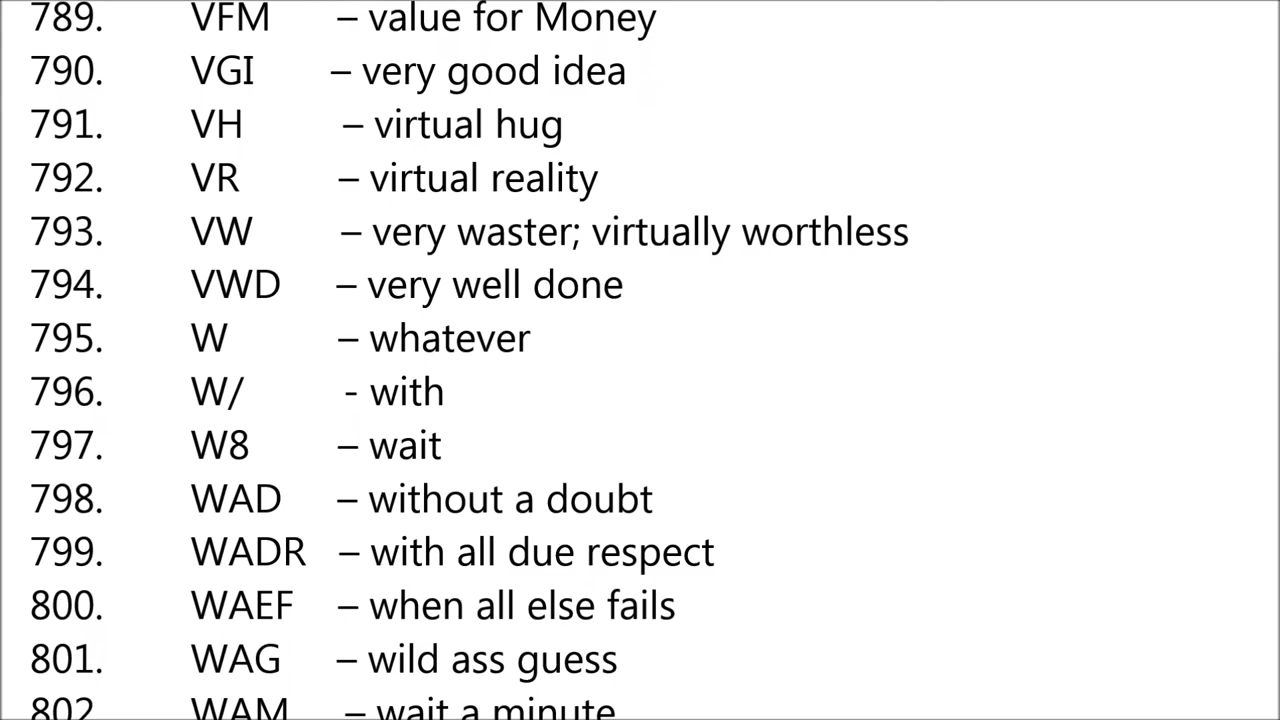 789. VFM – value for Money
790. VGI – very good idea
791. VH – virtual hug
792. VR – virtual reality
793. VW – very waster; virtually worthless
794. VWD – very well done
795. W – whatever
796. W/ - with
797. W8 – wait
798. WAD – without a doubt
799. WADR – with all due respect
800. WAEF – when all else fails
801. WAG – wild ass guess
802. WAM – wait a minute